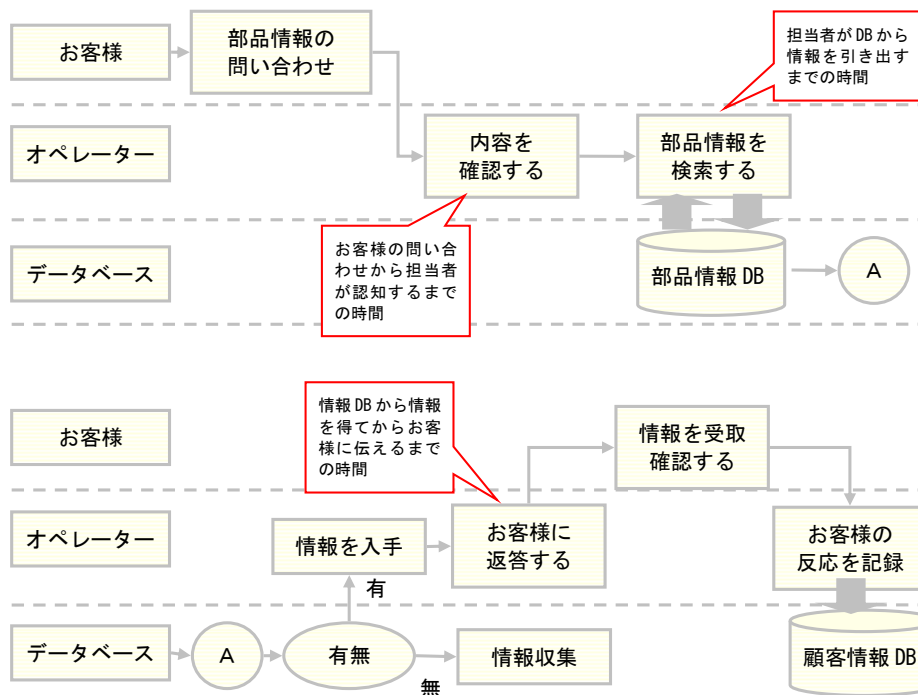 お客様
部品情報の
問い合わせ
担当者がDBから
情報を引き出す
までの時間
オペレーター
内容を
確認する
部品情報を
検索する
お客様の問い合
わせから担当者
が認知するまで
の時間
データベース
部品情報DB
A
情報DBから情報
を得てからお客
様に伝えるまで
の時間
お客様
情報を受取
確認する
オペレーター
情報を入手
お客様に
返答する
お客様の
反応を記録
有
データベース
A
有無
無
情報収集
顧客情報DB